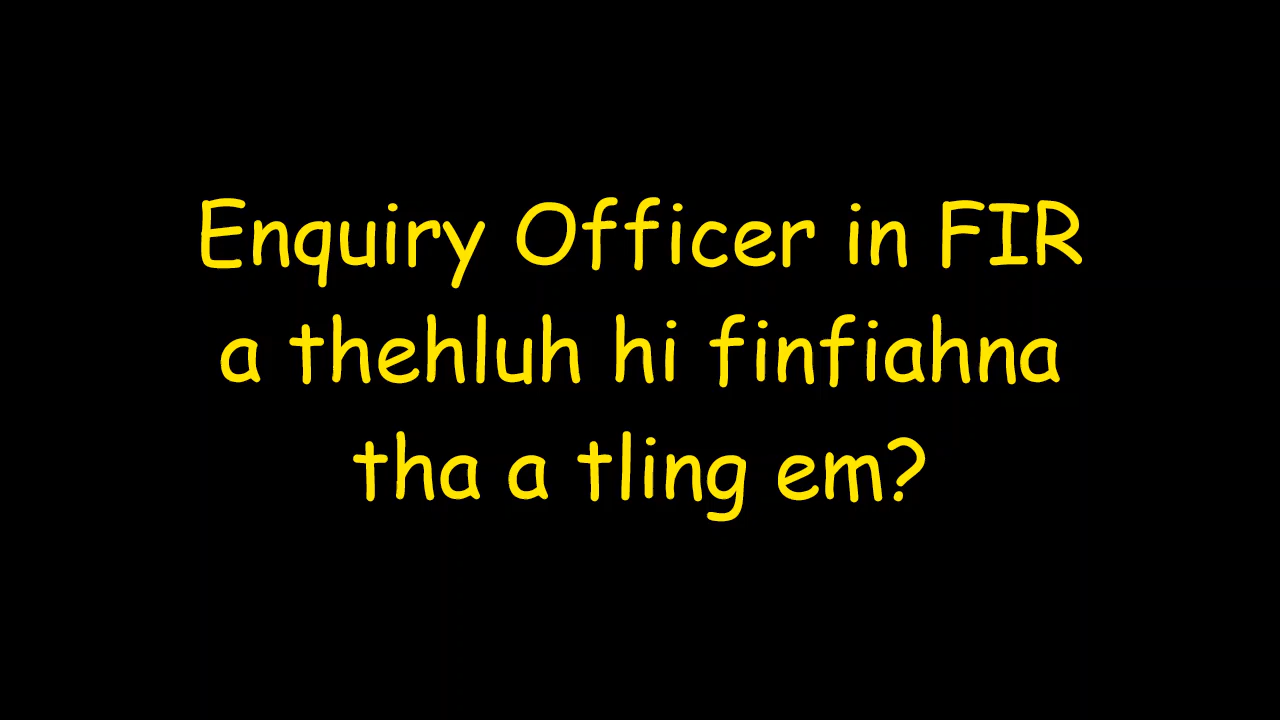 Enquiry Officer in FIR
a thehluh hi finfiahna
tha a tling em?